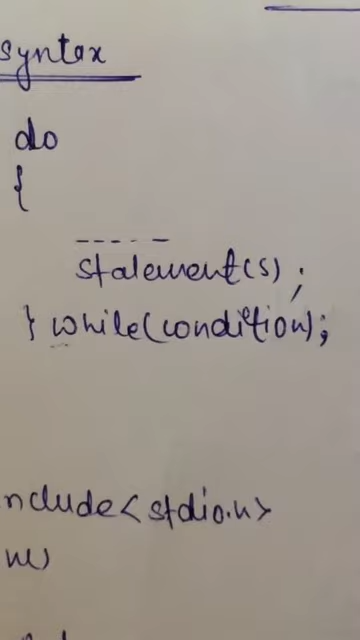 syntax
do
{
-----
statement(s);
} while(condition);
nclude<stdio.h>